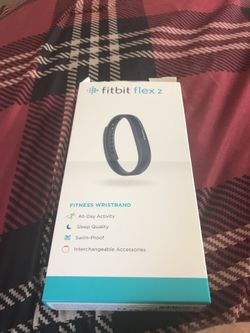 fitbit flex 2
FITNESS WRISTBAND
All-Day Activity
Sleep Quality
Swim-Proof
Interchangeable Accessories